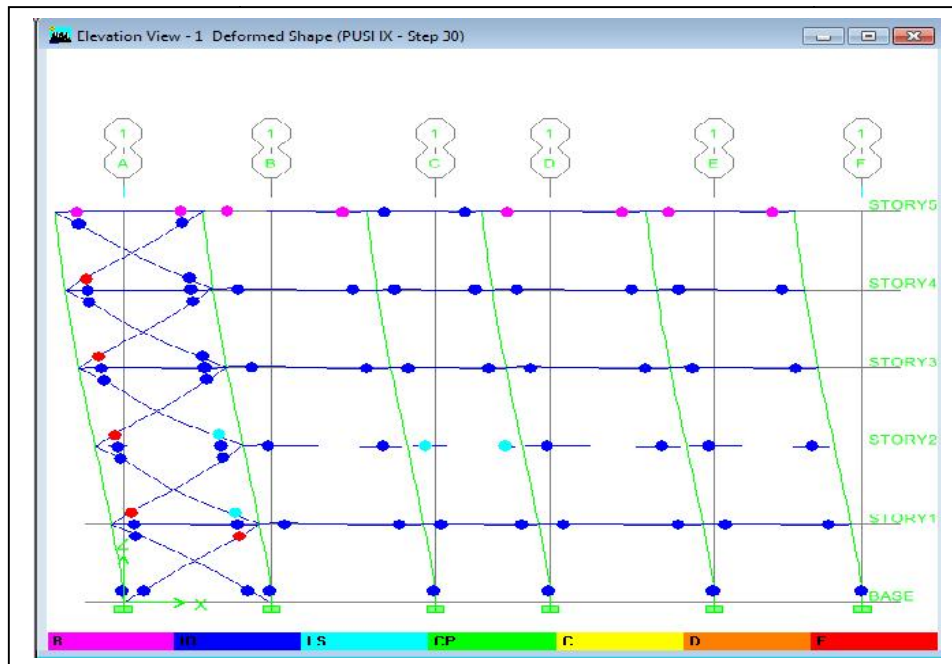 Elevation View - 1 Deformed Shape (PUSI IX - Step 30)
1 1 1 1 1 1
A B C D E F
STORY5
STORY4
STORY3
STORY2
STORY1
Z
X
BASE
B IO LS CP C D E